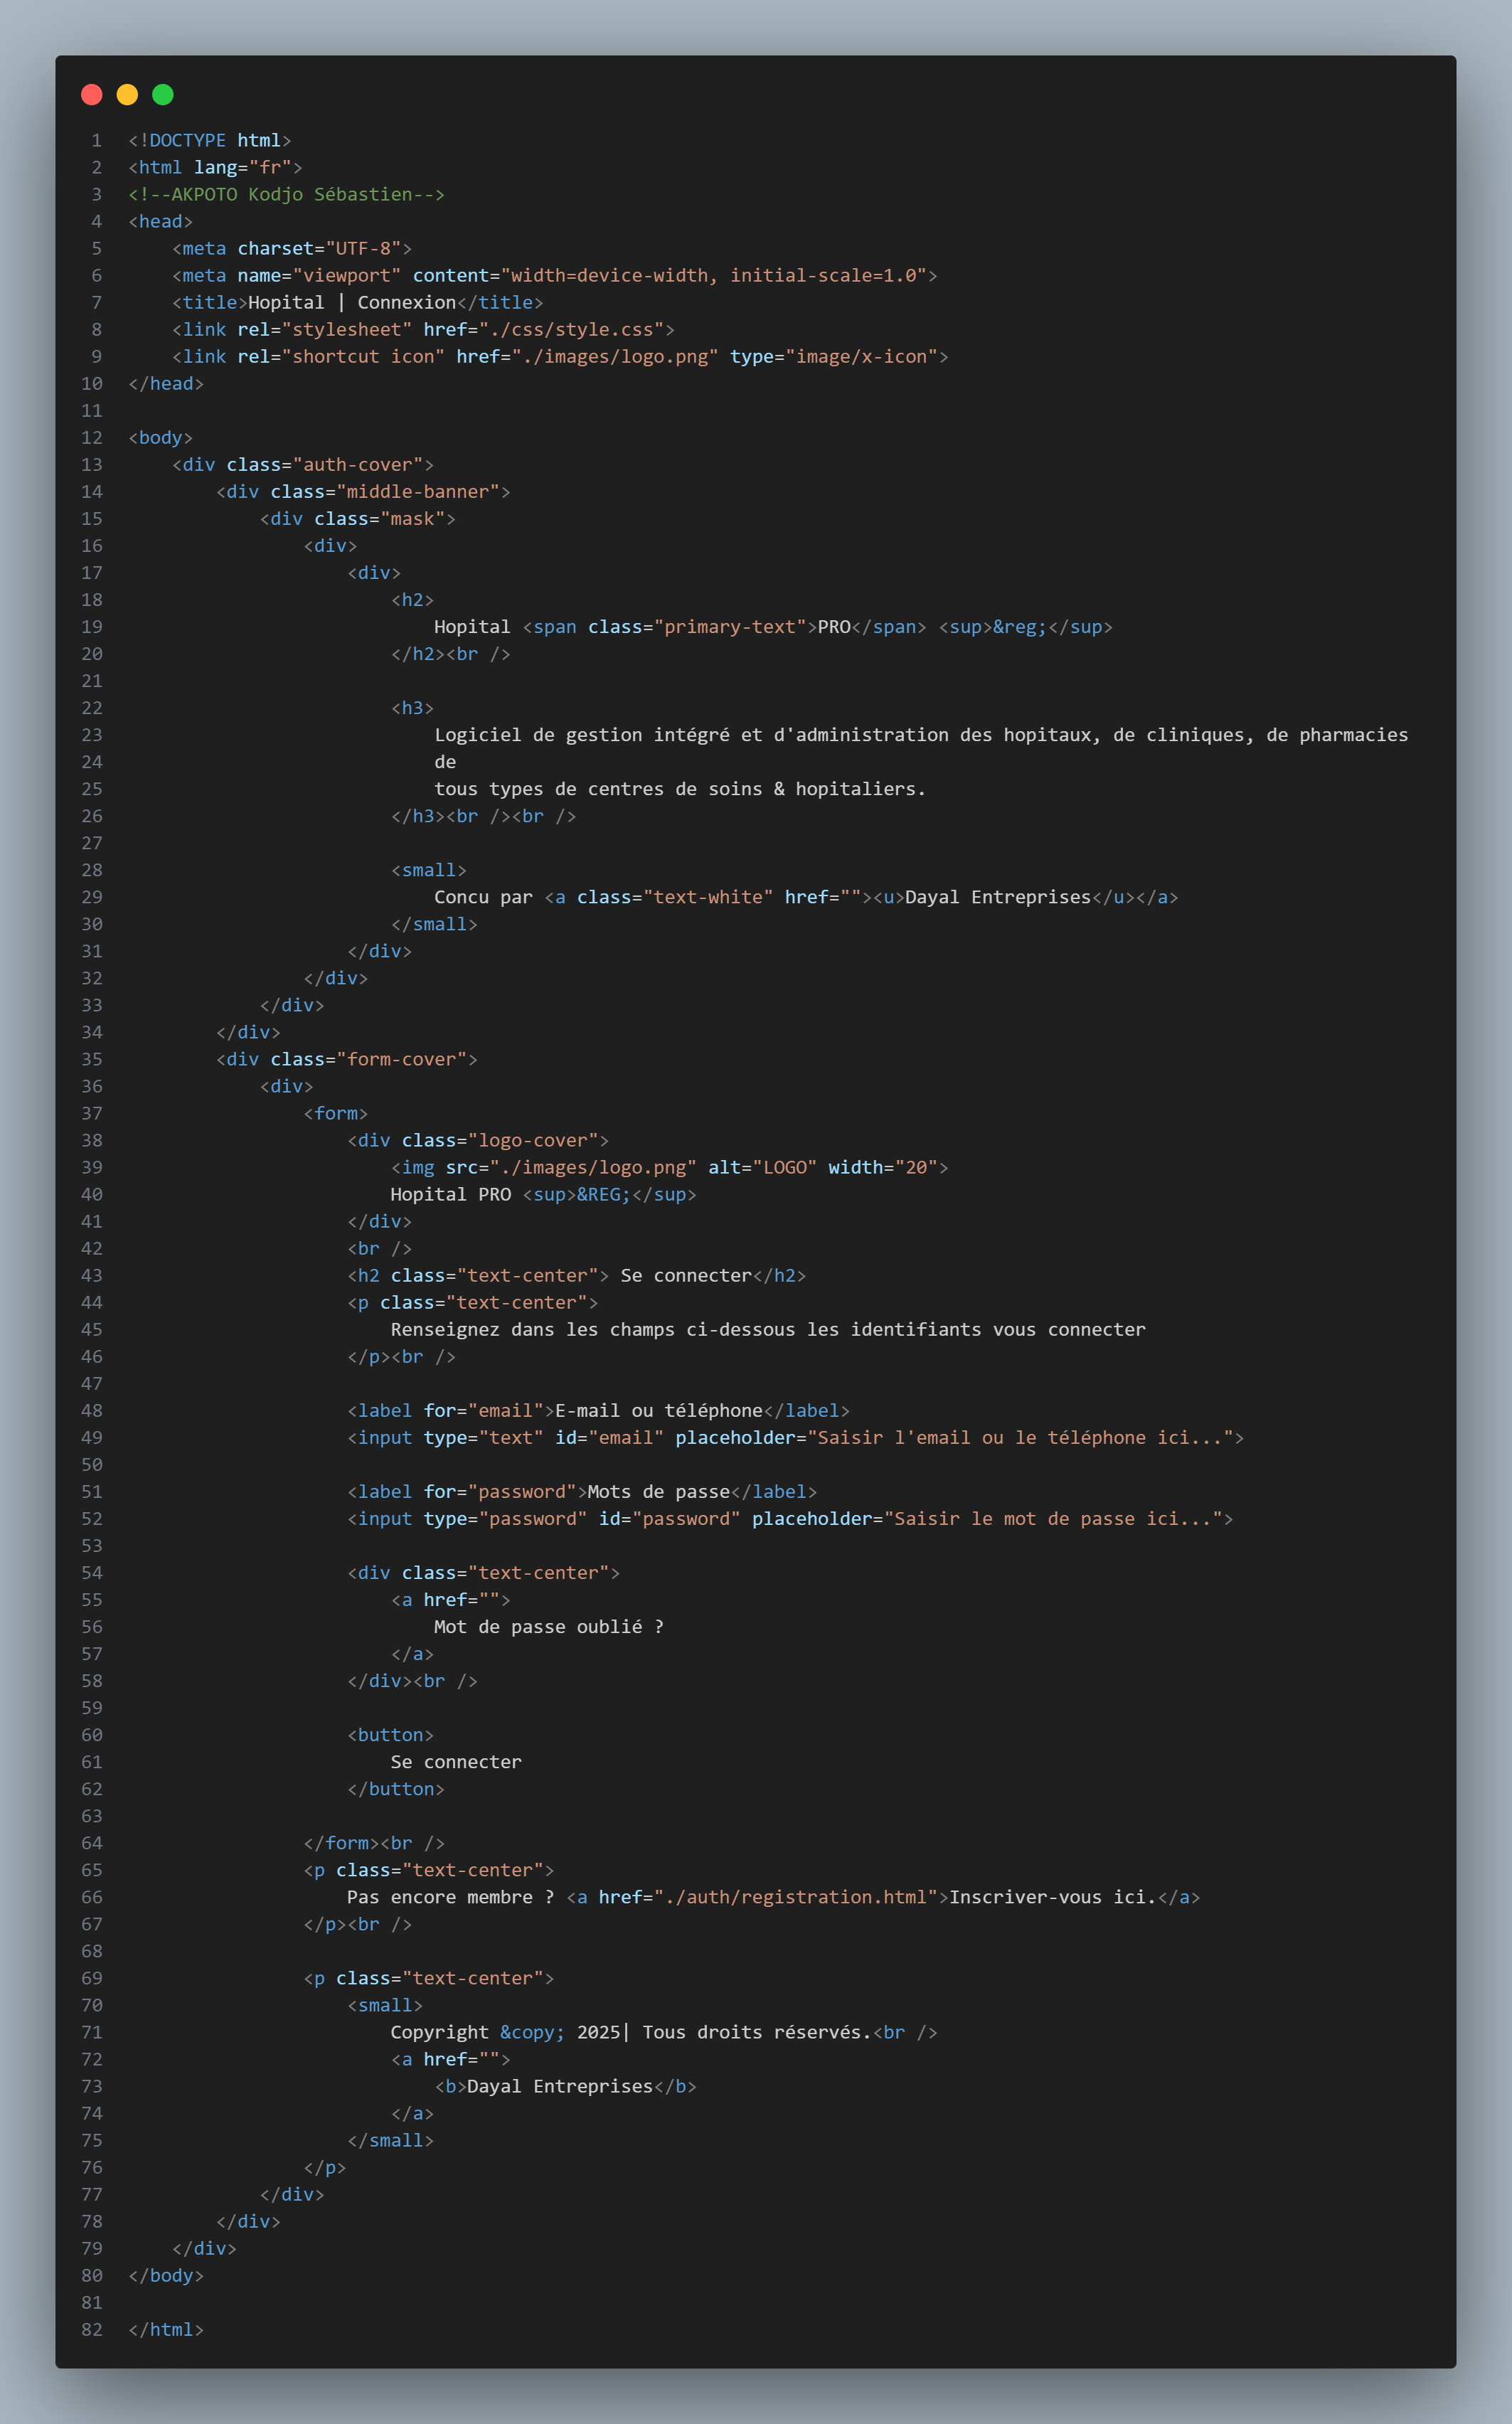 1 <!DOCTYPE html>
2 <html lang="fr">
3 <!--AKPOTO Kodjo Sébastien-->
4 <head>
5     <meta charset="UTF-8">
6     <meta name="viewport" content="width=device-width, initial-scale=1.0">
7     <title>Hopital | Connexion</title>
8     <link rel="stylesheet" href="./css/style.css">
9     <link rel="shortcut icon" href="./images/logo.png" type="image/x-icon">
10 </head>
11
12 <body>
13     <div class="auth-cover">
14         <div class="middle-banner">
15             <div class="mask">
16                 <div>
17                     <div>
18                         <h2>
19                             Hopital <span class="primary-text">PRO</span> <sup>&reg;</sup>
20                         </h2><br />
21
22                         <h3>
23                             Logiciel de gestion intégré et d'administration des hopitaux, de cliniques, de pharmacies
24                             de
25                             tous types de centres de soins & hopitaliers.
26                         </h3><br /><br />
27
28                         <small>
29                             Concu par <a class="text-white" href=""><u>Dayal Entreprises</u></a>
30                         </small>
31                     </div>
32                 </div>
33             </div>
34         </div>
35         <div class="form-cover">
36             <div>
37                 <form>
38                     <div class="logo-cover">
39                         <img src="./images/logo.png" alt="LOGO" width="20">
40                         Hopital PRO <sup>&REG;</sup>
41                     </div>
42                     <br />
43                     <h2 class="text-center"> Se connecter</h2>
44                     <p class="text-center">
45                         Renseignez dans les champs ci-dessous les identifiants vous connecter
46                     </p><br />
47
48                     <label for="email">E-mail ou téléphone</label>
49                     <input type="text" id="email" placeholder="Saisir l'email ou le téléphone ici...">
50
51                     <label for="password">Mots de passe</label>
52                     <input type="password" id="password" placeholder="Saisir le mot de passe ici...">
53
54                     <div class="text-center">
55                         <a href="">
56                             Mot de passe oublié ?
57                         </a>
58                     </div><br />
59
60                     <button>
61                         Se connecter
62                     </button>
63
64                 </form><br />
65                 <p class="text-center">
66                     Pas encore membre ? <a href="./auth/registration.html">Inscriver-vous ici.</a>
67                 </p><br />
68
69                 <p class="text-center">
70                     <small>
71                         Copyright &copy; 2025| Tous droits réservés.<br />
72                         <a href="">
73                             <b>Dayal Entreprises</b>
74                         </a>
75                     </small>
76                 </p>
77             </div>
78         </div>
79     </div>
80 </body>
81
82 </html>